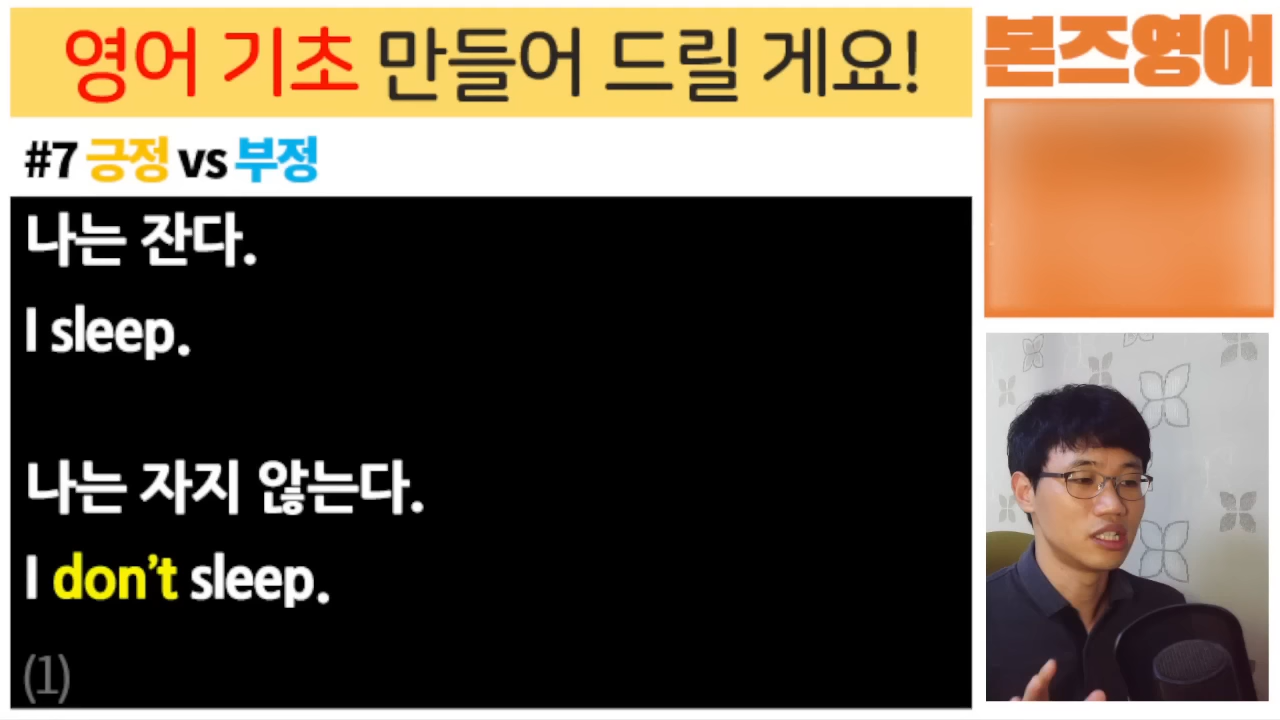 영어 기초 만들어 드릴 게요!
본즈영어
#7 긍정 vs 부정
나는 잔다.
I sleep.
나는 자지 않는다.
I don't sleep.
(1)